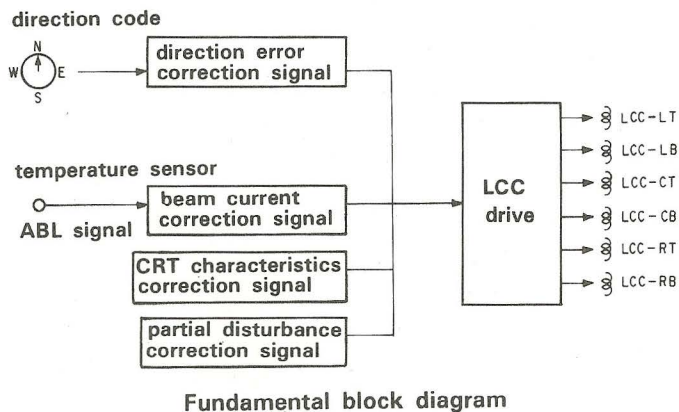 direction code
N
W E
S
direction error
correction signal
temperature sensor
ABL signal
beam current
correction signal
CRT characteristics
correction signal
partial disturbance
correction signal
LCC
drive
LCC-LT
LCC-LB
LCC-CT
LCC-CB
LCC-RT
LCC-RB
Fundamental block diagram